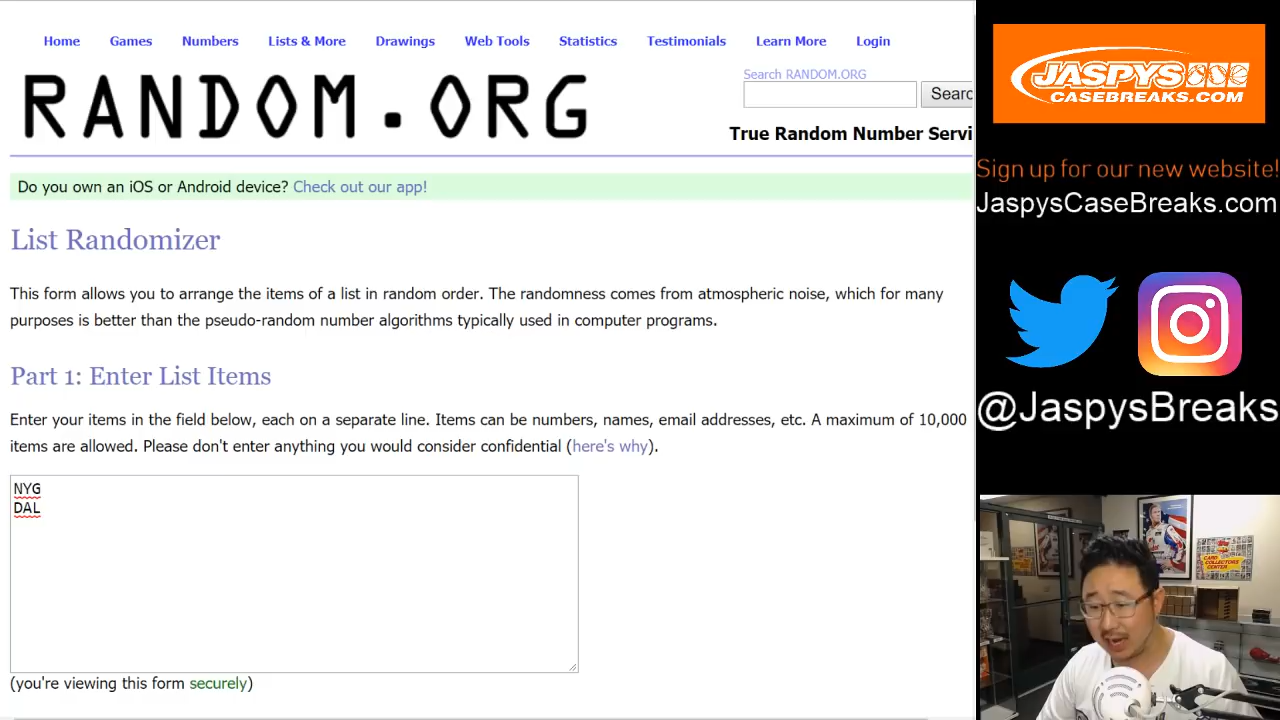 Home Games Numbers Lists & More Drawings Web Tools Statistics Testimonials Learn More Login
RANDOM.ORG
Search RANDOM.ORG
Searc
True Random Number Servi
Do you own an iOS or Android device? Check out our app!
List Randomizer
This form allows you to arrange the items of a list in random order. The randomness comes from atmospheric noise, which for many
purposes is better than the pseudo-random number algorithms typically used in computer programs.
Part 1: Enter List Items
Enter your items in the field below, each on a separate line. Items can be numbers, names, email addresses, etc. A maximum of 10,000
items are allowed. Please don't enter anything you would consider confidential (here's why).
NYG
DAL
(you're viewing this form securely)
JASPYS
CASEBREAKS.COM
Sign up for our new website!
JaspysCaseBreaks.com
@JaspysBreaks
topps
CARD
COLLECTORS
CENTER